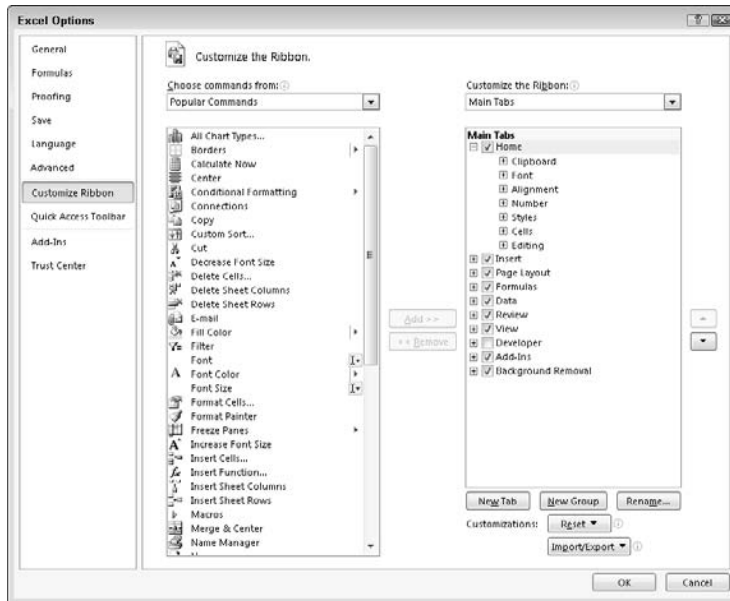 Excel Options
General
Formulas
Proofing
Save
Language
Advanced
Customize Ribbon
Quick Access Toolbar
Add-Ins
Trust Center
Customize the Ribbon.
Choose commands from:
Popular Commands
All Chart Types...
Borders
Calculate Now
Center
Conditional Formatting
Connections
Copy
Custom Sort...
Cut
Decrease Font Size
Delete Cells...
Delete Sheet Columns
Delete Sheet Rows
E-mail
Fill Color
Filter
Font
Font Color
Font Size
Format Cells...
Format Painter
Freeze Panes
Increase Font Size
Insert Cells...
Insert Function...
Insert Sheet Columns
Insert Sheet Rows
Macros
Merge & Center
Name Manager
Add >>
<< Remove
Customize the Ribbon:
Main Tabs
Main Tabs
Home
Clipboard
Font
Alignment
Number
Styles
Cells
Editing
Insert
Page Layout
Formulas
Data
Review
View
Developer
Add-Ins
Background Removal
New Tab
New Group
Rename...
Customizations:
Reset
Import/Export
OK
Cancel